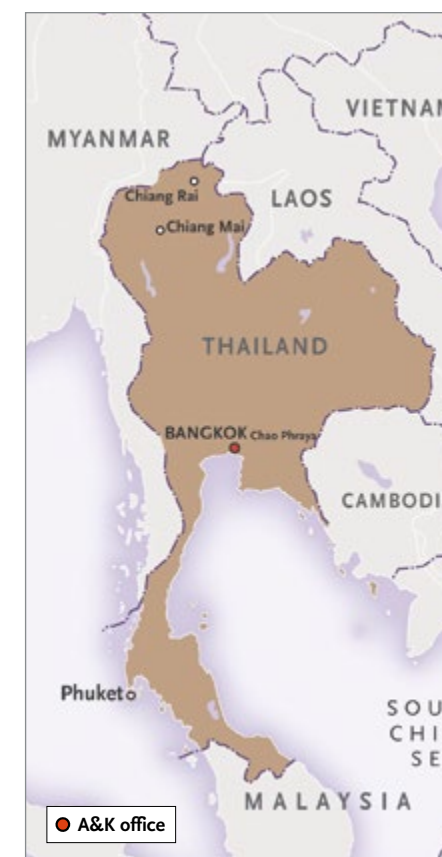 VIETNAM
MYANMAR
Chiang Rai
LAOS
Chiang Mai
THAILAND
BANGKOK Chao Phraya
CAMBODI
Phuket
SOU
CHI
SE
MALAYSIA
A&K office